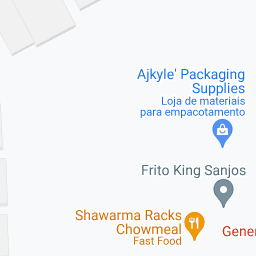 Ajkyle' Packaging
Supplies
Loja de materiais
para empacotamento
Frito King Sanjos
Shawarma Racks
Chowmeal
Fast Food
Gener